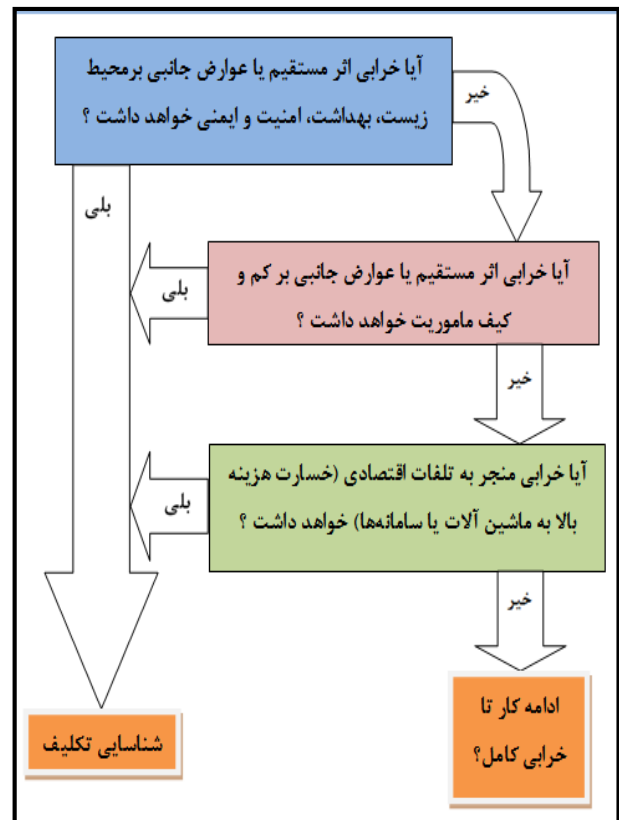 آیا خرابی اثر مستقیم یا عوارض جانبی برمحیط
زیست، بهداشت، امنیت و ایمنی خواهد داشت ؟
خیر
بلی
آیا خرابی اثر مستقیم یا عوارض جانبی بر کم و
کیف ماموریت خواهد داشت ؟
بلی
خیر
آیا خرابی منجر به تلفات اقتصادی (خسارت هزینه
بالا به ماشین آلات یا سامانه‌ها) خواهد داشت ؟
بلی
خیر
ادامه کار تا
خرابی کامل؟
شناسایی تکلیف